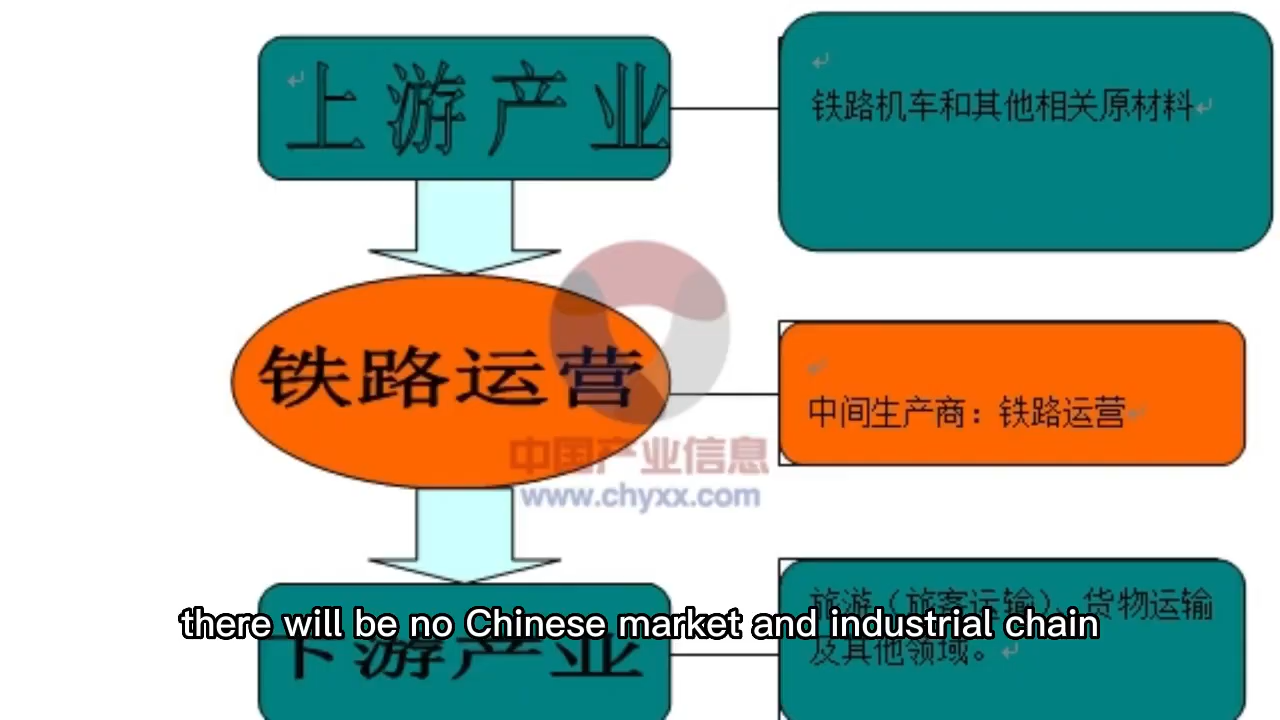 上游产业
铁路机车和其他相关原材料
铁路运营
中间生产商：铁路运营
中国产业信息
www.chyxx.com
下游产业
旅游（旅客运输）、货物运输
及其他领域。
there will be no Chinese market and industrial chain